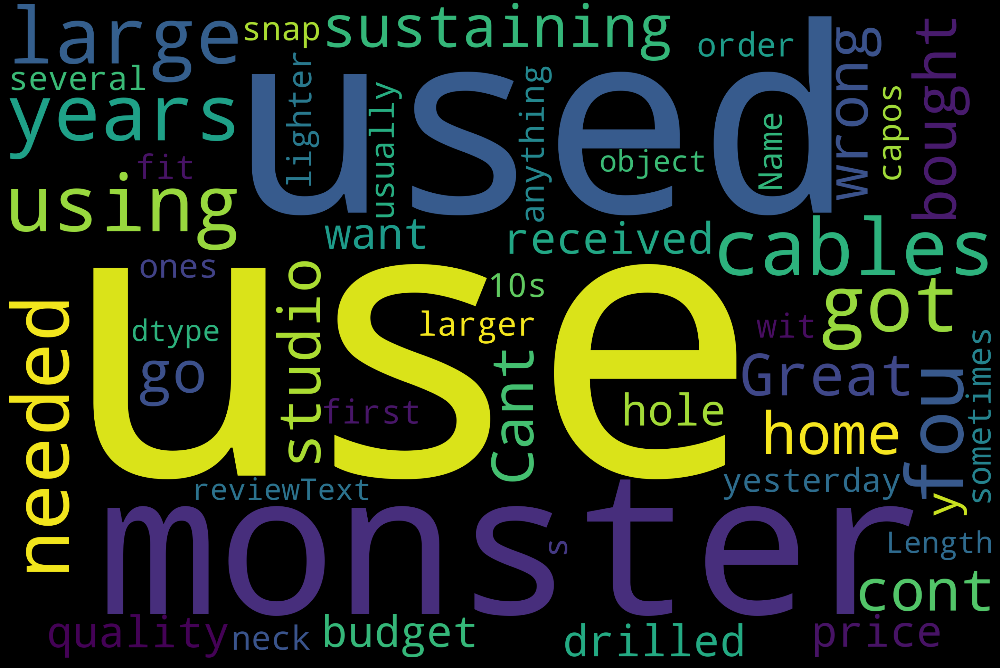 large
snap
sustaining
order
wrong
bought
several
lighter
usually
anything
Name
capos
years
used
object
fit
using
want
received
cables
ones
studio
10s
got
needed
use
larger
wit
dtype
go
Cant
Great
fou
sometimes
first
hole
home
reviewText
yesterday
y
monster
s
Length
cont
quality
neck
budget
drilled
price